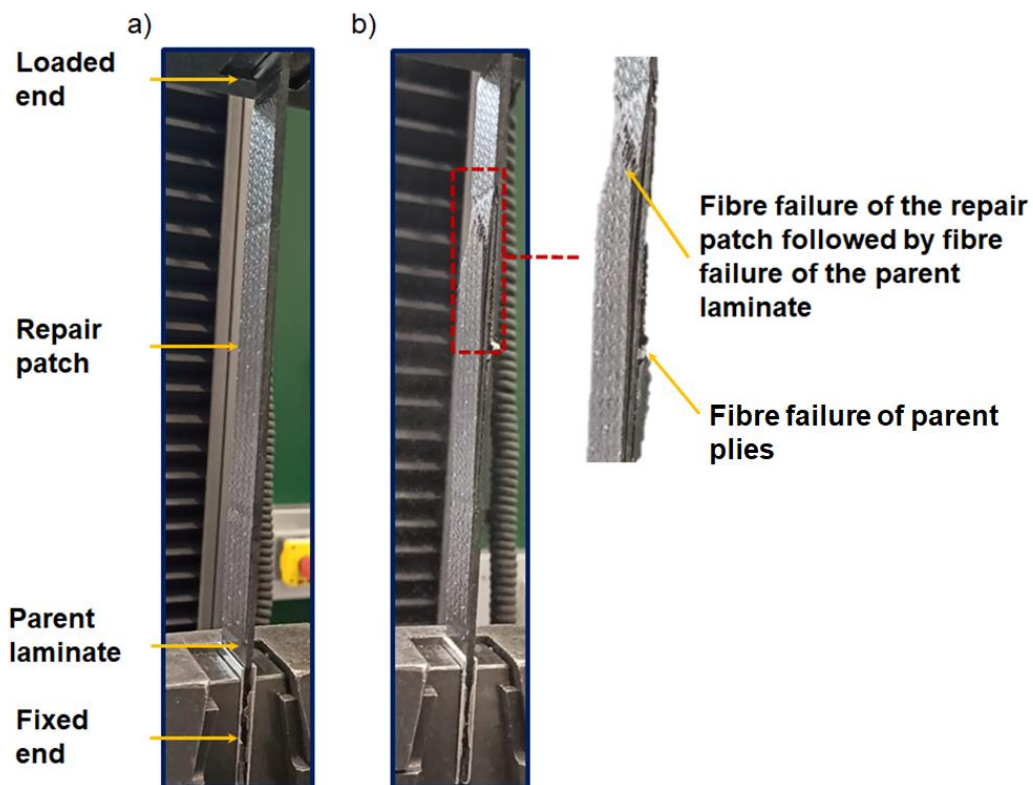 a)
b)
Loaded
end
Repair
patch
Parent
laminate
Fixed
end
Fibre failure of the repair
patch followed by fibre
failure of the parent
laminate
Fibre failure of parent
plies